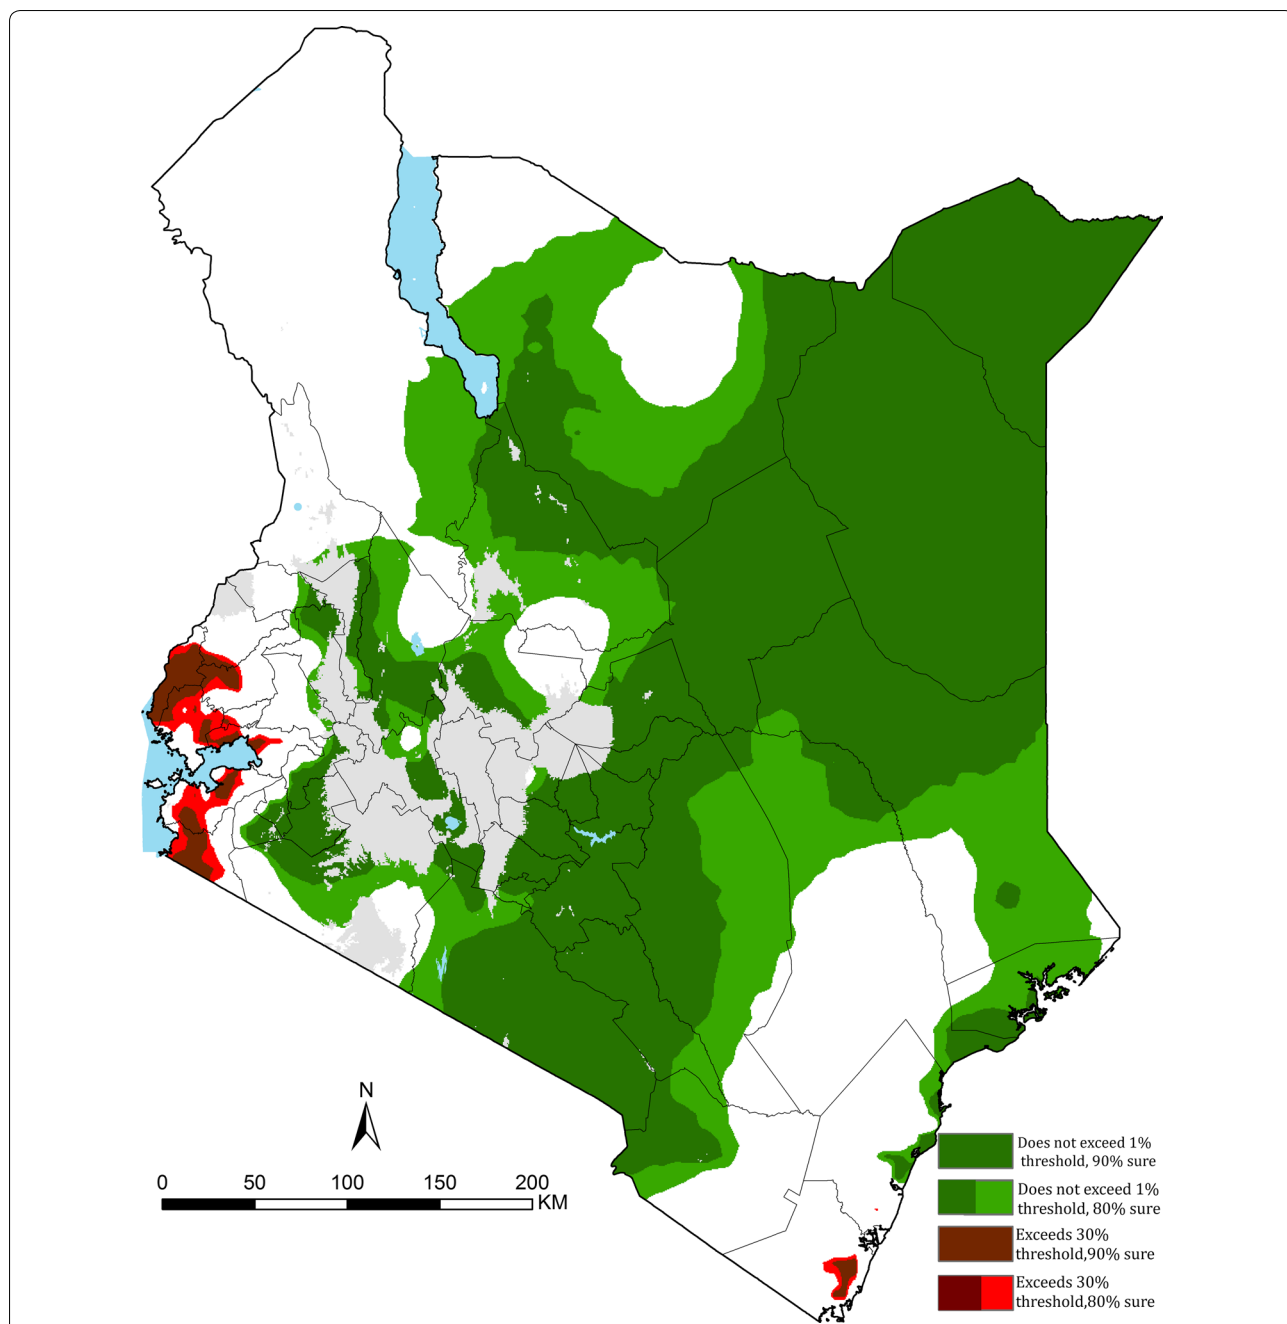 N
0 50 100 150 200
KM
Does not exceed 1%
threshold, 90% sure
Does not exceed 1%
threshold, 80% sure
Exceeds 30%
threshold,90% sure
Exceeds 30%
threshold,80% sure